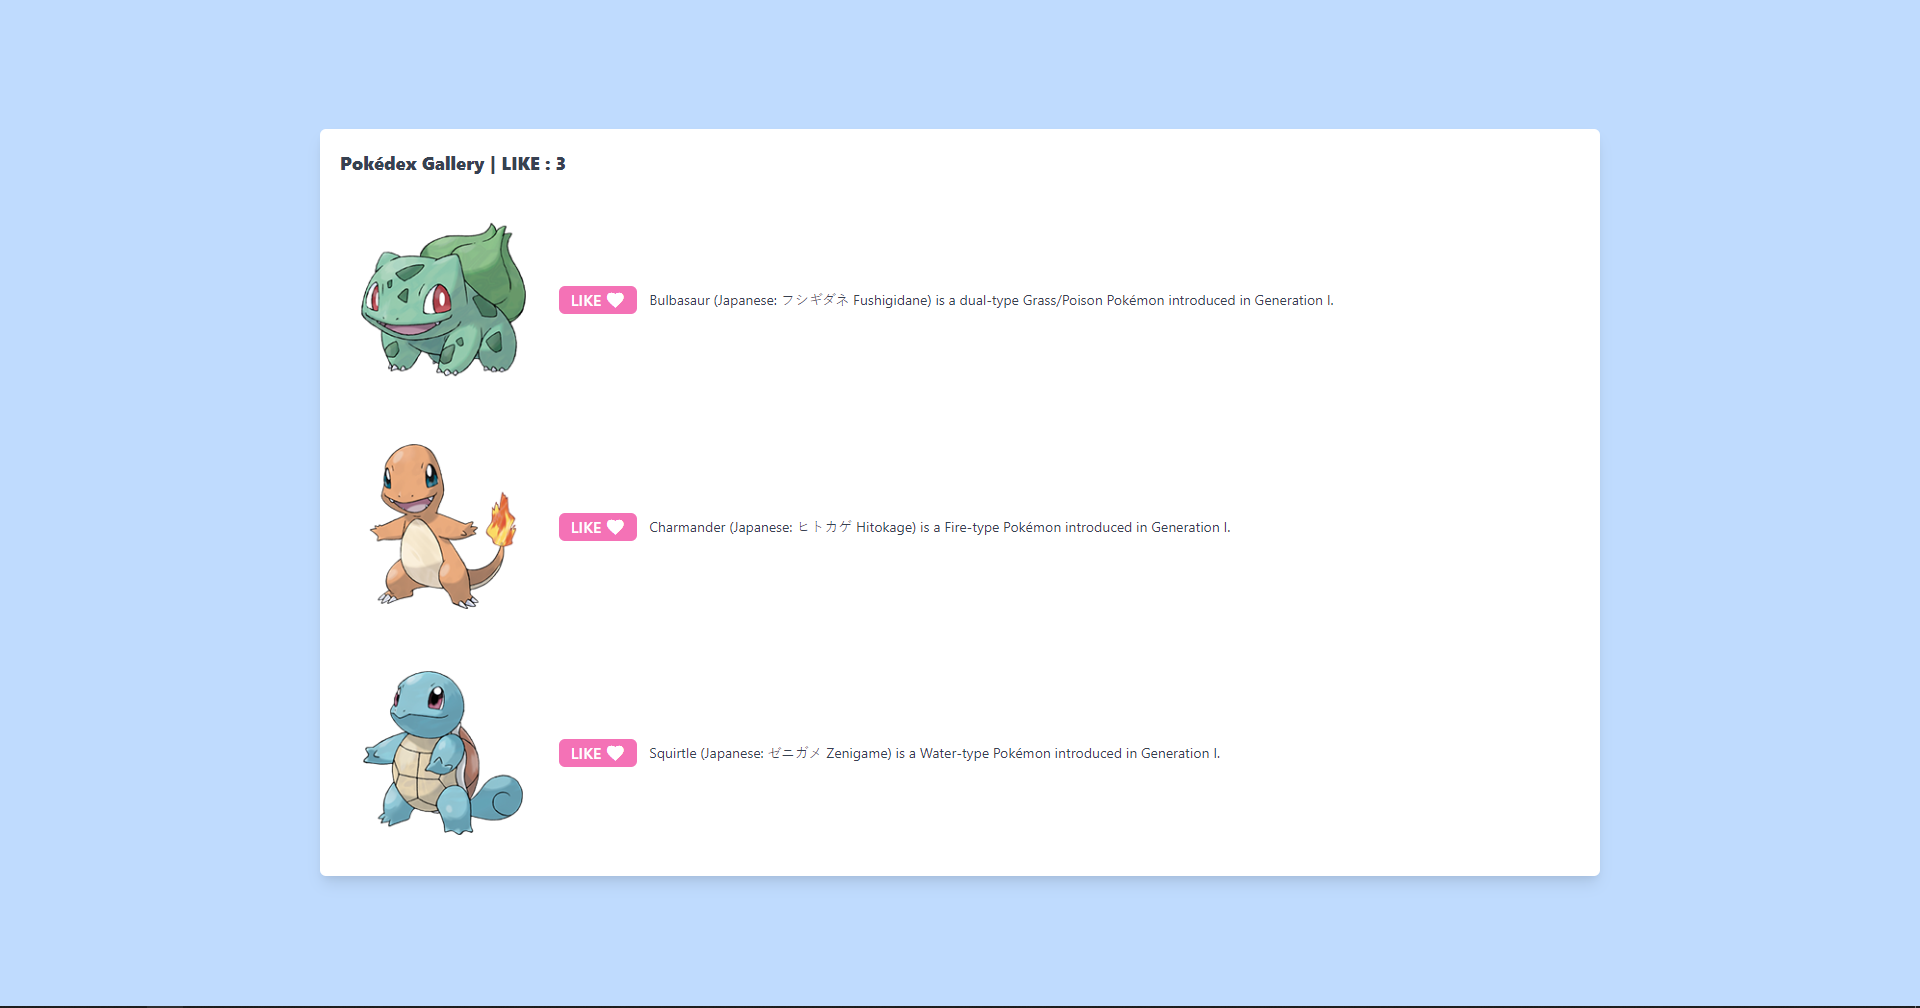 Pokédex Gallery | LIKE : 3
LIKE Bulbasaur (Japanese: フシギダネ Fushigidane) is a dual-type Grass/Poison Pokémon introduced in Generation I.
LIKE Charmander (Japanese: ヒトカゲ Hitokage) is a Fire-type Pokémon introduced in Generation I.
LIKE Squirtle (Japanese: ゼニガメ Zenigame) is a Water-type Pokémon introduced in Generation I.